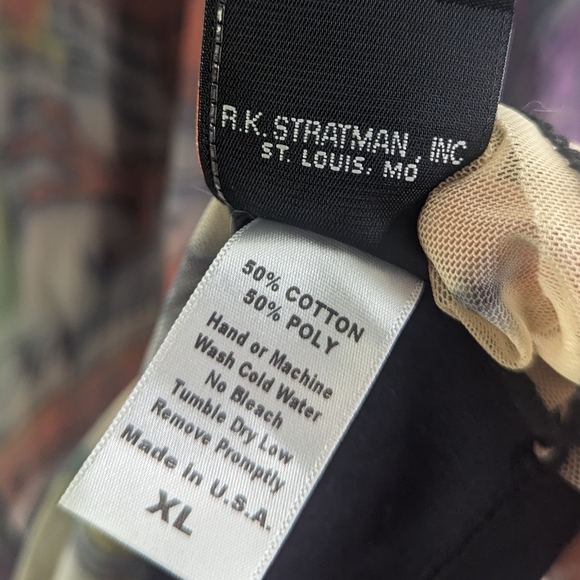 R.K. STRATMAN, INC
ST. LOUIS, MO
50% COTTON
50% POLY
Hand or Machine
Wash Cold Water
No Bleach
Tumble Dry Low
Remove Promptly
Made In U.S.A.
XL